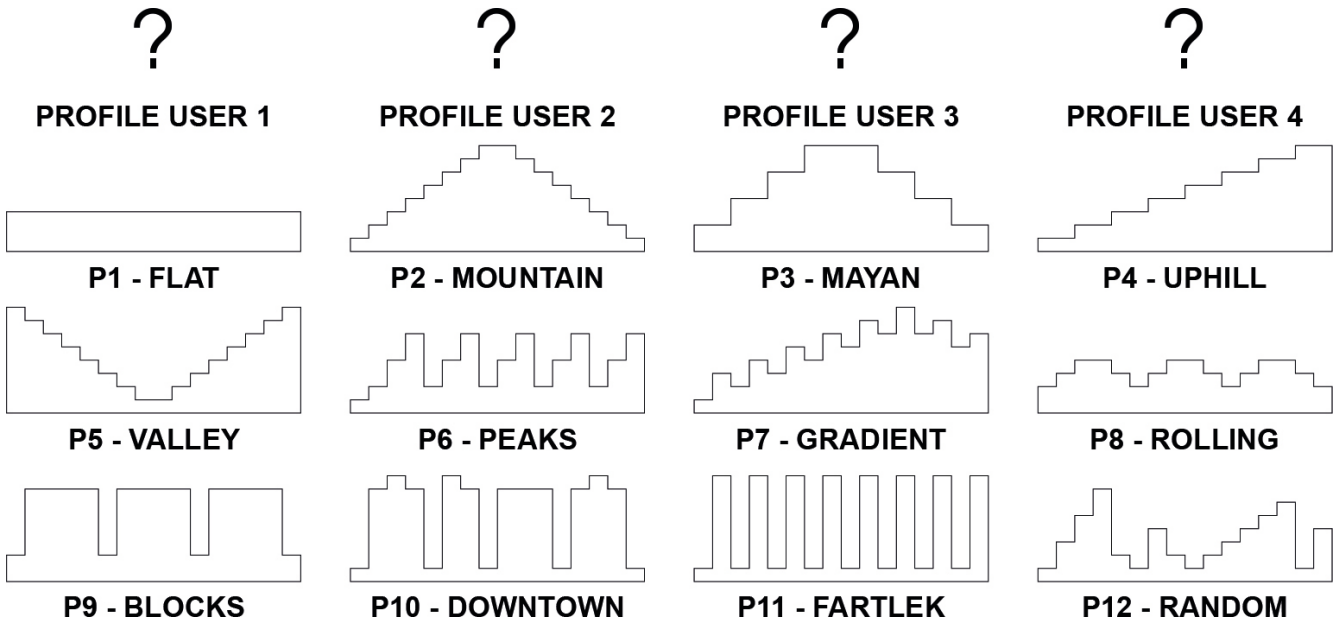 ? ? ? ?
PROFILE USER 1 PROFILE USER 2 PROFILE USER 3 PROFILE USER 4
P1 - FLAT P2 - MOUNTAIN P3 - MAYAN P4 - UPHILL
P5 - VALLEY P6 - PEAKS P7 - GRADIENT P8 - ROLLING
P9 - BLOCKS P10 - DOWNTOWN P11 - FARTLEK P12 - RANDOM